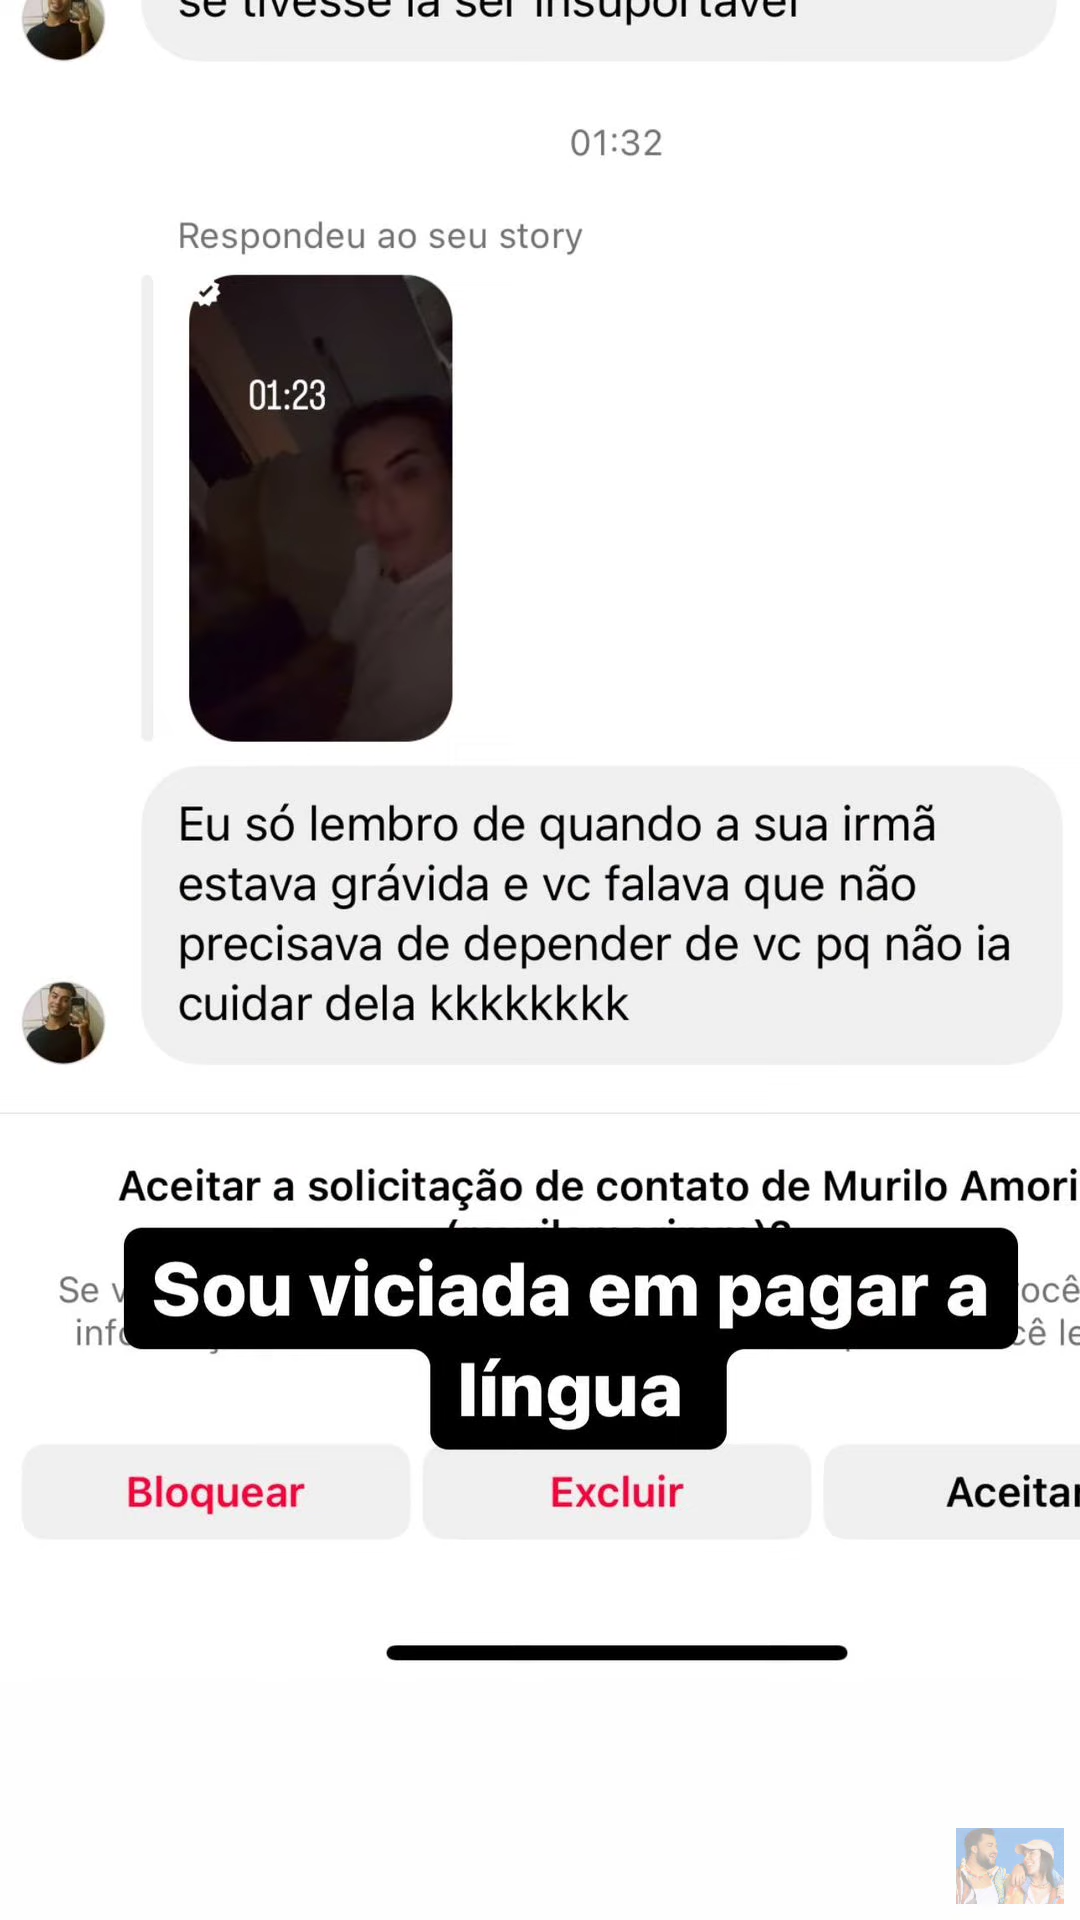 se tivesse ia ser insuportável
01:32
Respondeu ao seu story
01:23
Eu só lembro de quando a sua irmã
estava grávida e vc falava que não
precisava de depender de vc pq não ia
cuidar dela kkkkkkkk
Aceitar a solicitação de contato de Murilo Amori
Se v
ocê
Sou viciada em pagar a
língua
Bloquear
Excluir
Aceitar